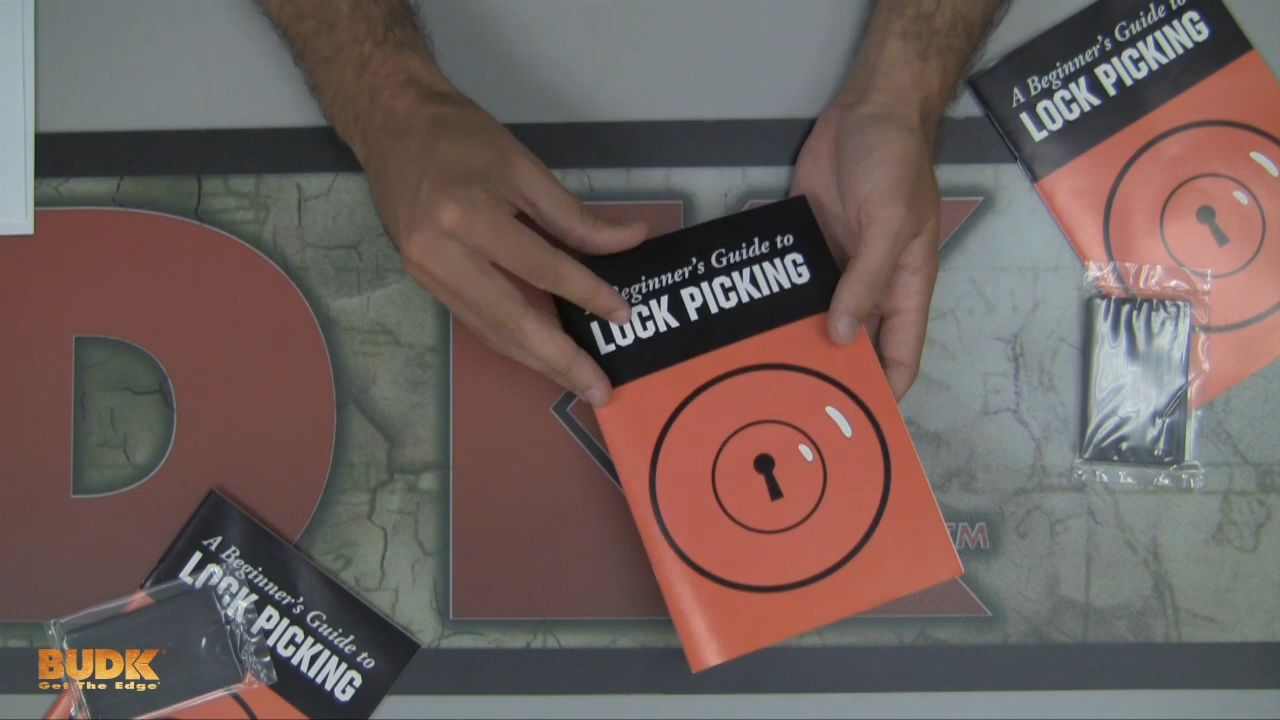 A Beginner's Guide to
LOCK PICKING
Beginner's Guide to
LOCK PICKING
DK
TM
A Beginner's Guide to
LOCK PICKING
BUDK
Get The Edge